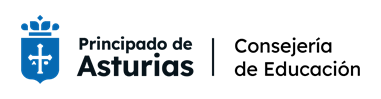 Principado de
Asturias
Consejería
de Educación